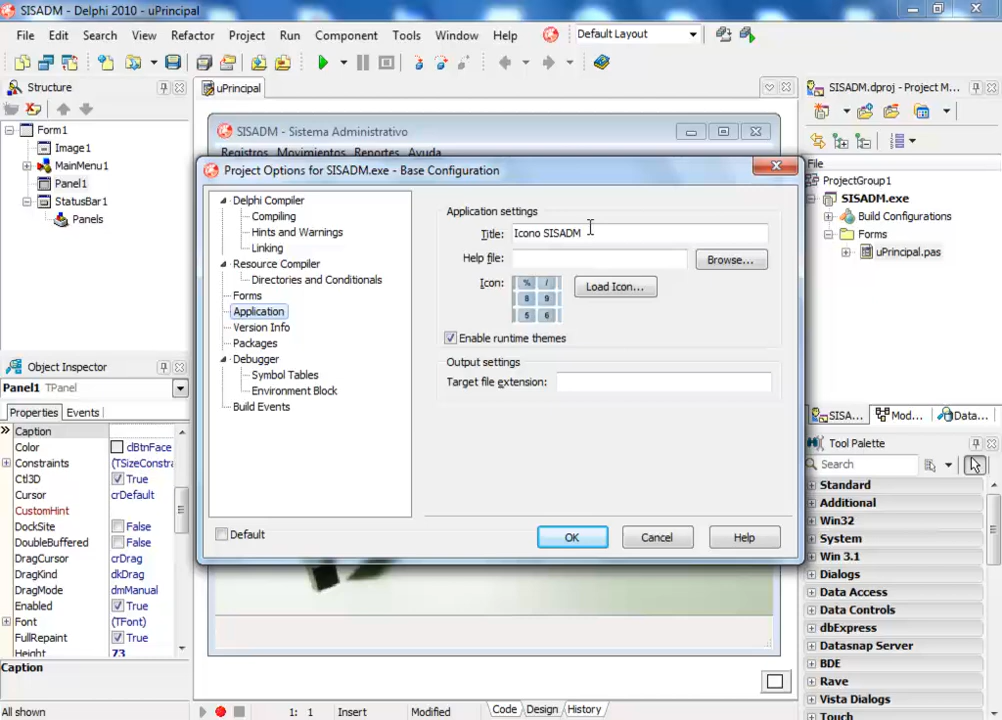 SISADM - Delphi 2010 - uPrincipal
File Edit Search View Refactor Project Run Component Tools Window Help Default Layout
Structure
Form1
Image1
MainMenu1
Panel1
StatusBar1
Panels
Object Inspector
Panel1 TPanel
Properties Events
Caption
Color clBtnFace
Constraints (TSizeConstra
Ctl3D True
Cursor crDefault
CustomHint
DockSite False
DoubleBuffered False
DragCursor crDrag
DragKind dkDrag
DragMode dmManual
Enabled True
Font (TFont)
FullRepaint True
Height 73
Caption
All shown
uPrincipal
SISADM - Sistema Administrativo
Registros Movimientos Reportes Ayuda
Project Options for SISADM.exe - Base Configuration
Delphi Compiler
Compiling
Hints and Warnings
Linking
Resource Compiler
Directories and Conditionals
Forms
Application
Version Info
Packages
Debugger
Symbol Tables
Environment Block
Build Events
Default
Application settings
Title: Icono SISADM
Help file: Browse...
Icon: Load Icon...
% /
8 9
5 6
Enable runtime themes
Output settings
Target file extension:
OK Cancel Help
1: 1 Insert Modified Code Design History
SISADM.dproj - Project M...
File
ProjectGroup1
SISADM.exe
Build Configurations
Forms
uPrincipal.pas
SISA... Mod... Data...
Tool Palette
Search
Standard
Additional
Win32
System
Win 3.1
Dialogs
Data Access
Data Controls
dbExpress
Datasnap Server
BDE
Rave
Vista Dialogs
Touch